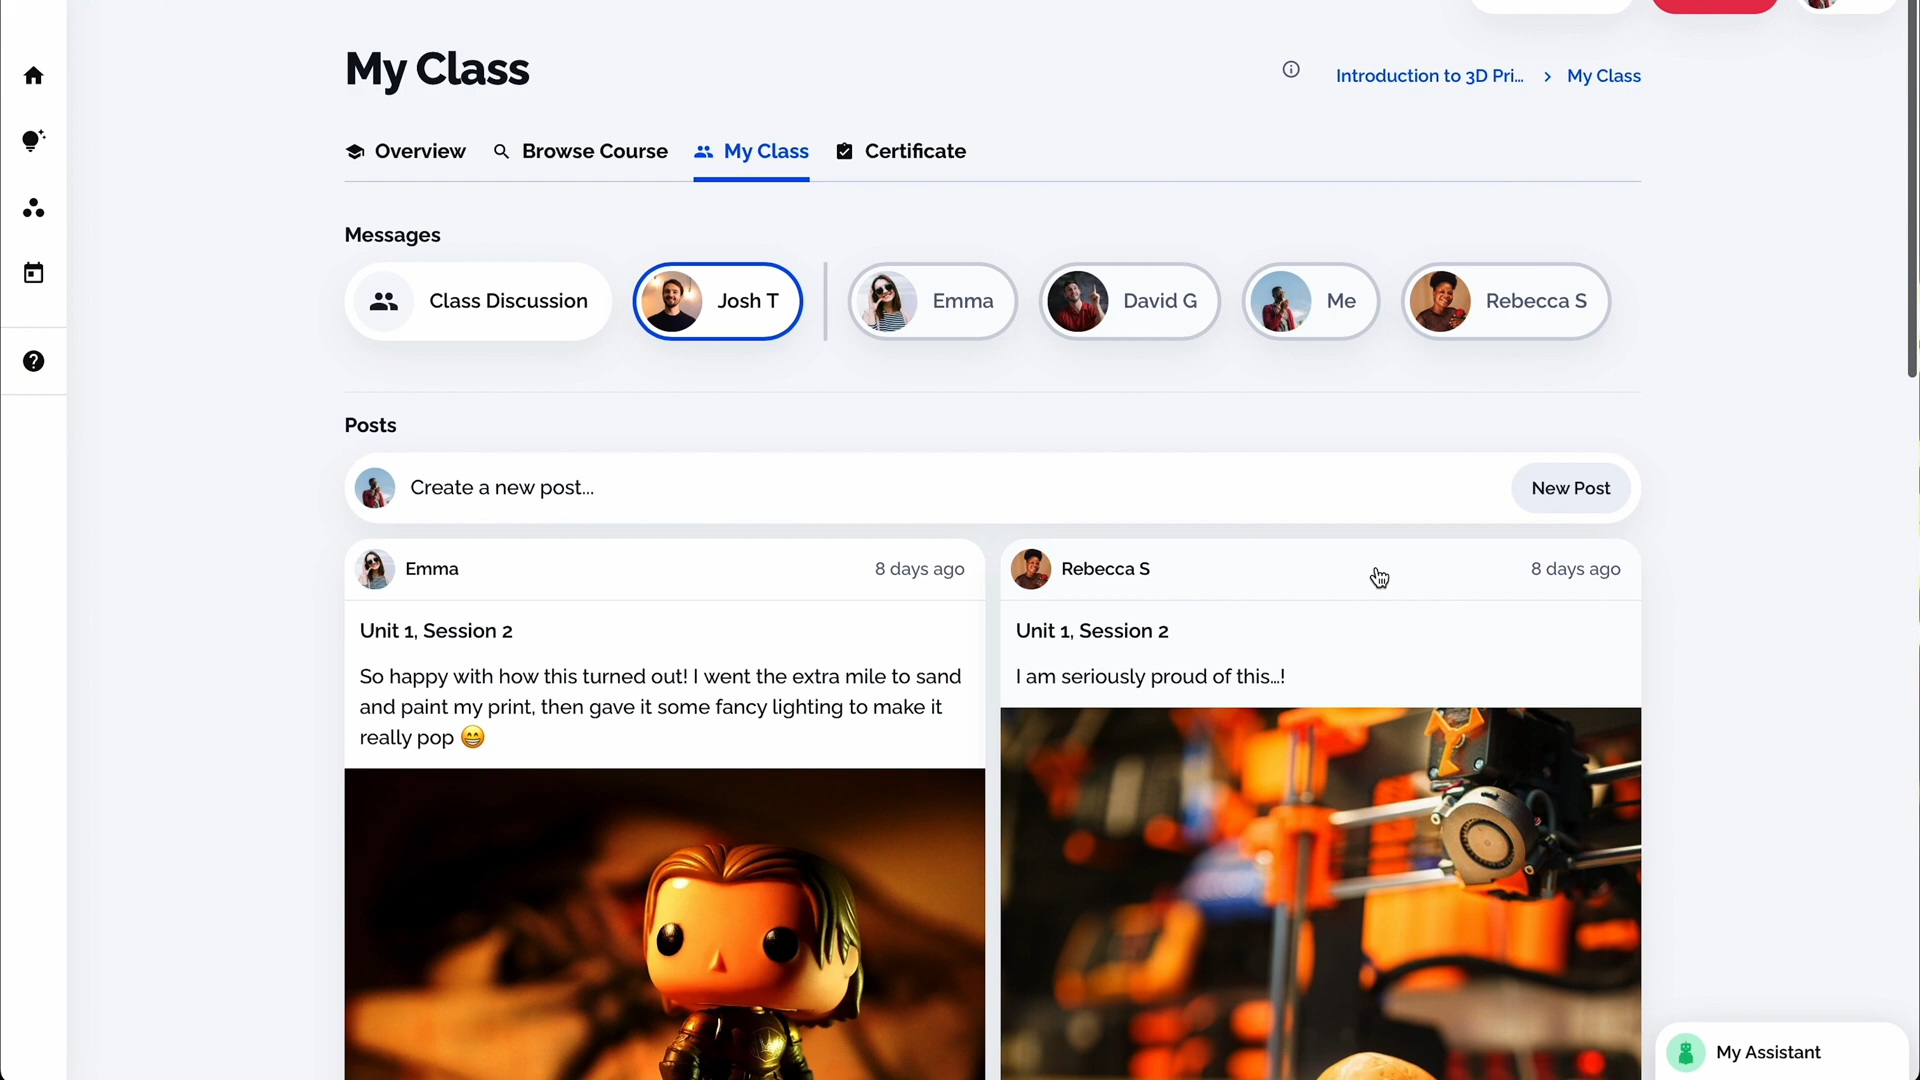 My Class
Introduction to 3D Pri... > My Class
Overview
Browse Course
My Class
Certificate
Messages
Class Discussion
Josh T
Emma
David G
Me
Rebecca S
Posts
Create a new post...
New Post
Emma
8 days ago
Unit 1, Session 2
So happy with how this turned out! I went the extra mile to sand
and paint my print, then gave it some fancy lighting to make it
really pop 😁
Rebecca S
8 days ago
Unit 1, Session 2
I am seriously proud of this...!
My Assistant